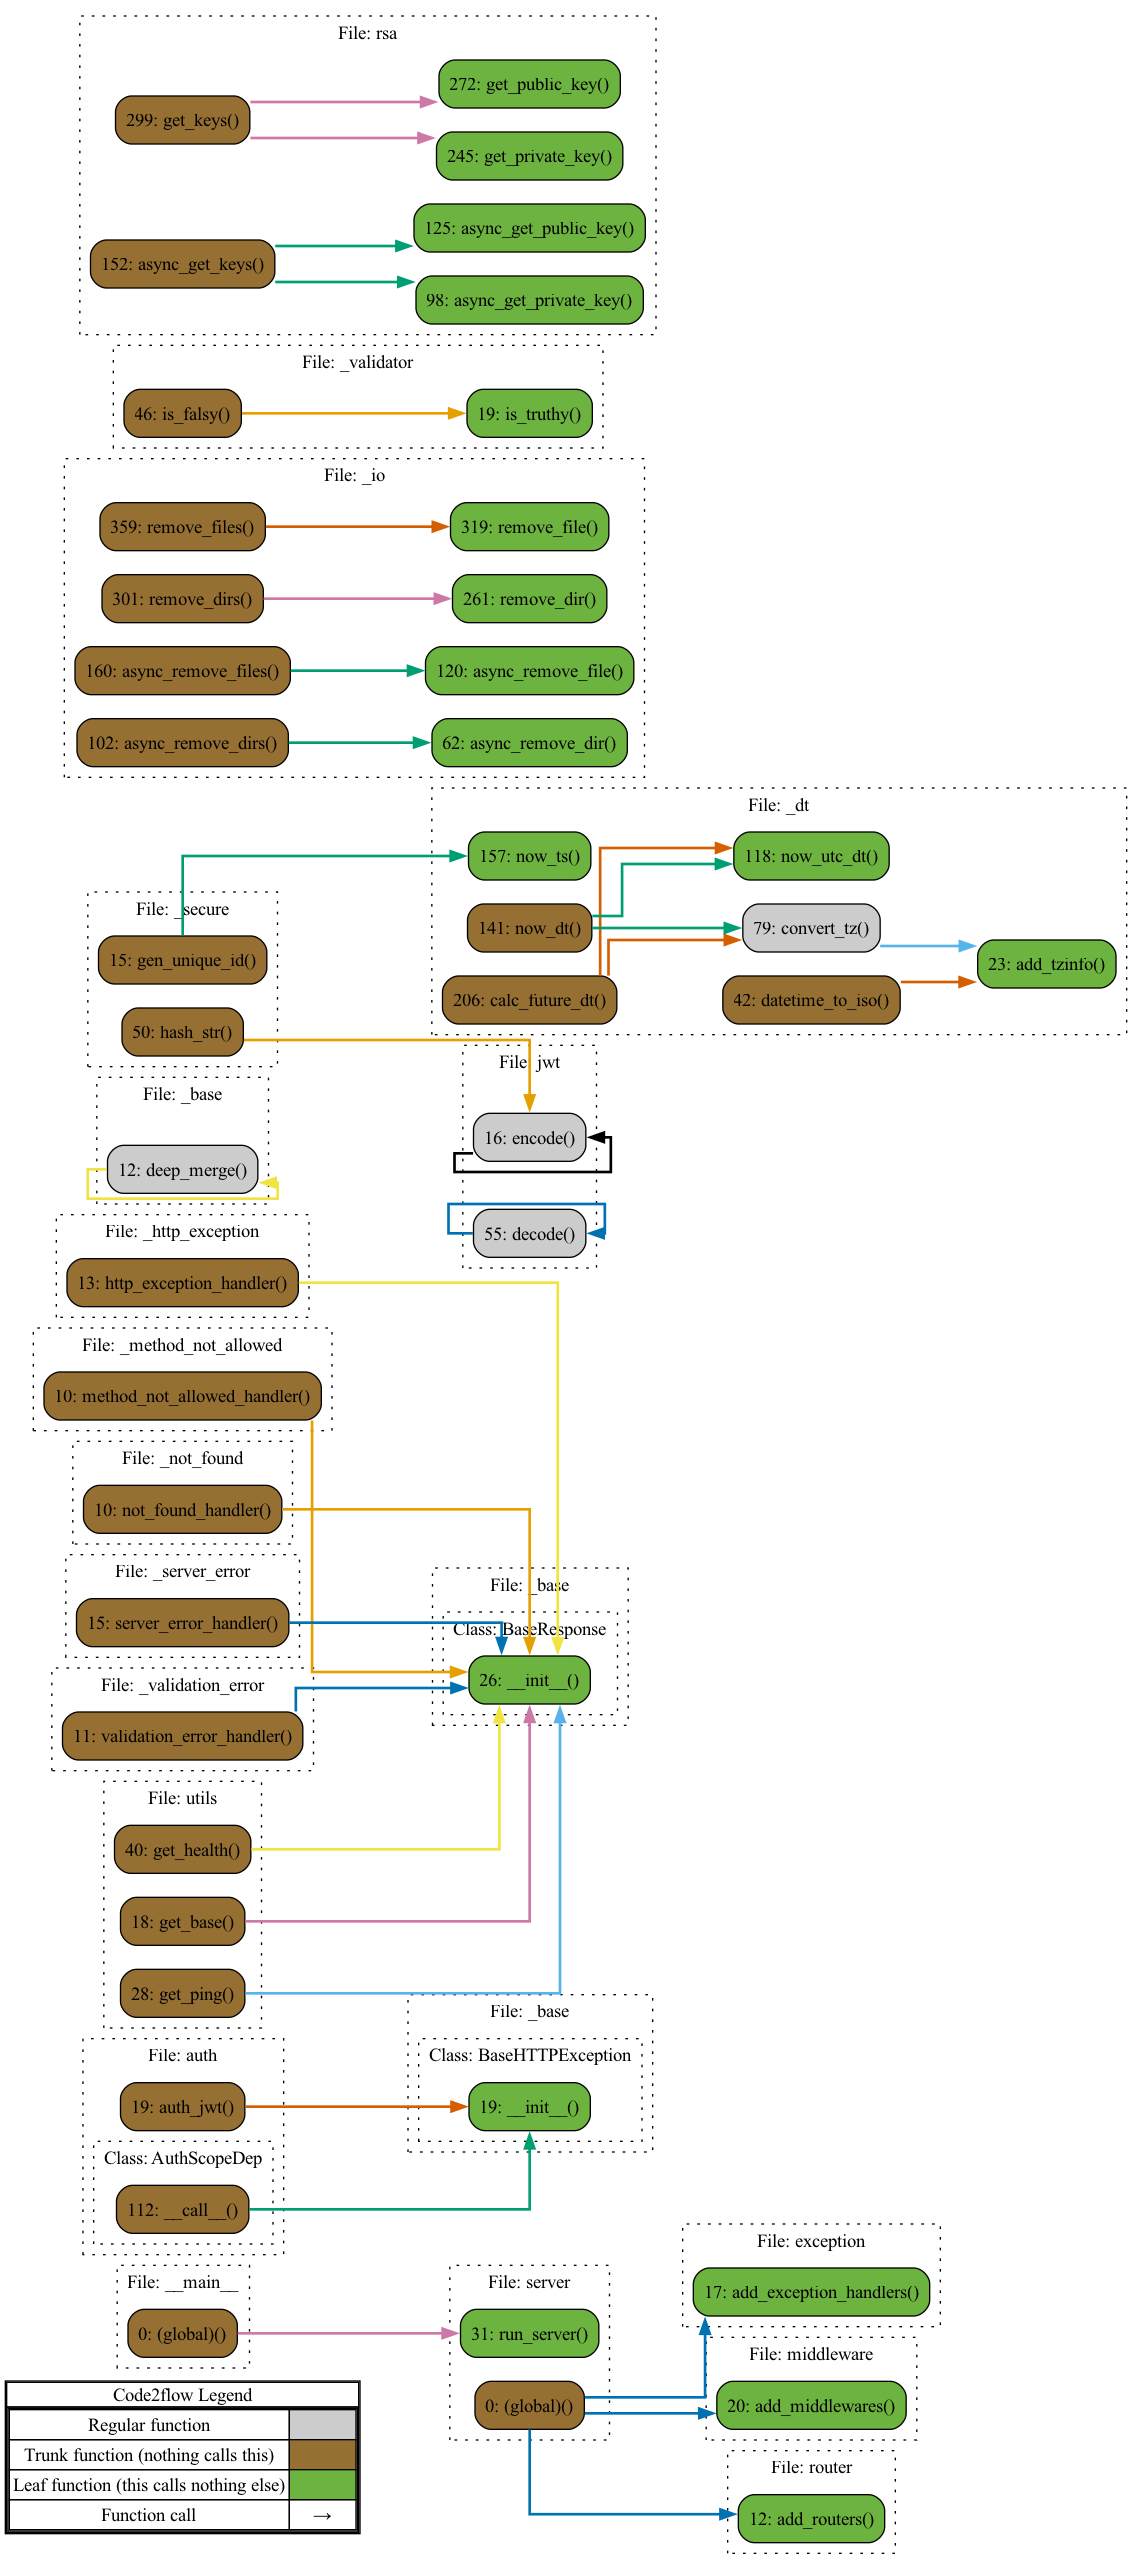 File: rsa
272: get_public_key()
299: get_keys()
245: get_private_key()
125: async_get_public_key()
152: async_get_keys()
98: async_get_private_key()
File: _validator
46: is_falsy()
19: is_truthy()
File: _io
359: remove_files()
319: remove_file()
301: remove_dirs()
261: remove_dir()
160: async_remove_files()
120: async_remove_file()
102: async_remove_dirs()
62: async_remove_dir()
File: _dt
157: now_ts()
118: now_utc_dt()
141: now_dt()
79: convert_tz()
23: add_tzinfo()
206: calc_future_dt()
42: datetime_to_iso()
File: _secure
15: gen_unique_id()
50: hash_str()
File: jwt
16: encode()
55: decode()
File: _base
12: deep_merge()
File: _http_exception
13: http_exception_handler()
File: _method_not_allowed
10: method_not_allowed_handler()
File: _not_found
10: not_found_handler()
File: _server_error
15: server_error_handler()
File: _base
Class: BaseResponse
26: __init__()
File: _validation_error
11: validation_error_handler()
File: utils
40: get_health()
18: get_base()
28: get_ping()
File: _base
Class: BaseHTTPException
19: __init__()
File: auth
19: auth_jwt()
Class: AuthScopeDep
112: __call__()
File: __main__
0: (global)()
File: server
31: run_server()
0: (global)()
File: exception
17: add_exception_handlers()
File: middleware
20: add_middlewares()
File: router
12: add_routers()
Code2flow Legend
Regular function
Trunk function (nothing calls this)
Leaf function (this calls nothing else)
Function call →